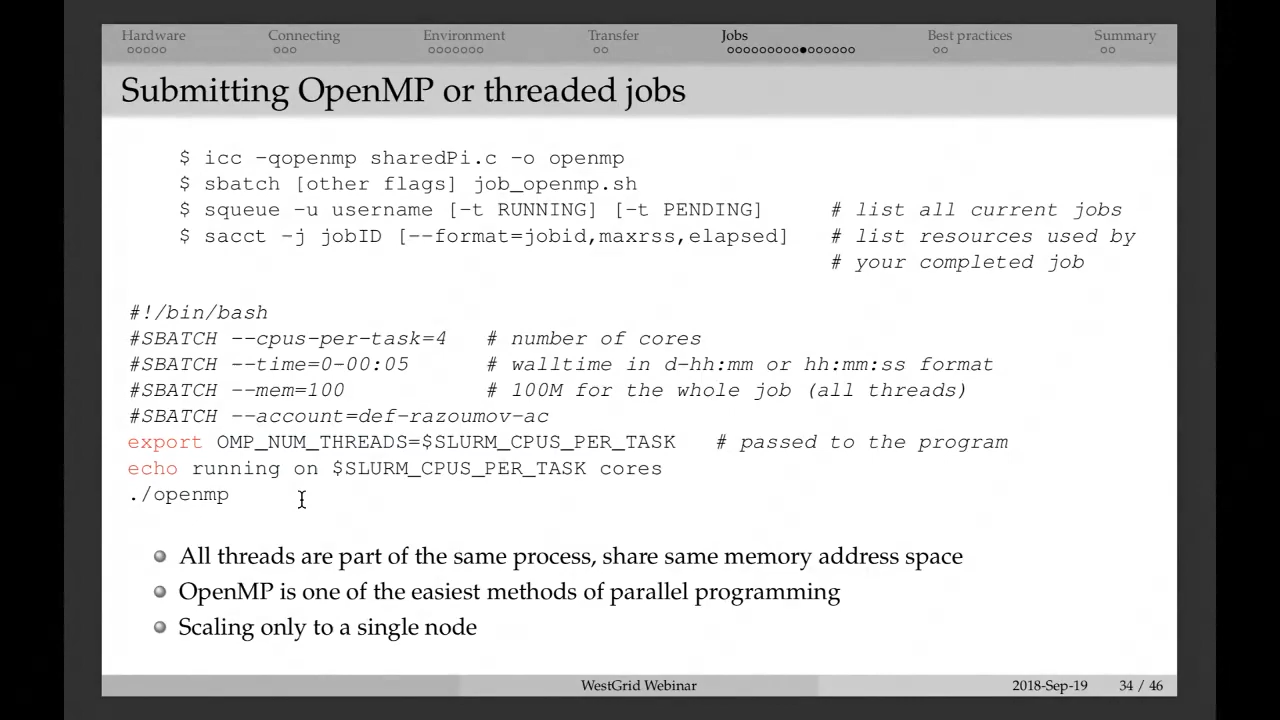 Hardware Connecting Environment Transfer Jobs Best practices Summary
Submitting OpenMP or threaded jobs
$ icc -qopenmp sharedPi.c -o openmp
$ sbatch [other flags] job_openmp.sh
$ squeue -u username [-t RUNNING] [-t PENDING] # list all current jobs
$ sacct -j jobID [--format=jobid,maxrss,elapsed] # list resources used by
# your completed job
#!/bin/bash
#SBATCH --cpus-per-task=4 # number of cores
#SBATCH --time=0-00:05 # walltime in d-hh:mm or hh:mm:ss format
#SBATCH --mem=100 # 100M for the whole job (all threads)
#SBATCH --account=def-razoumov-ac
export OMP_NUM_THREADS=$SLURM_CPUS_PER_TASK # passed to the program
echo running on $SLURM_CPUS_PER_TASK cores
./openmp
All threads are part of the same process, share same memory address space
OpenMP is one of the easiest methods of parallel programming
Scaling only to a single node
WestGrid Webinar 2018-Sep-19 34 / 46